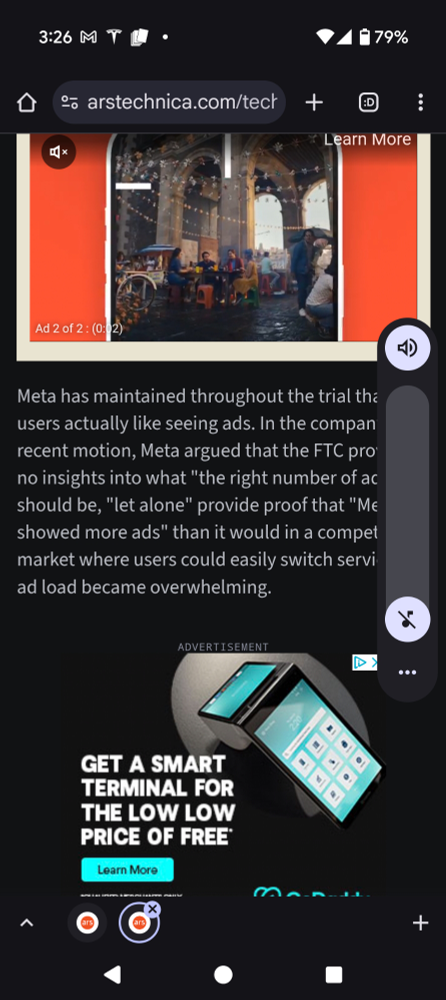 3:26
79%
arstechnica.com/tech
:D
Learn More
Ad 2 of 2 : (0:02)
Meta has maintained throughout the trial tha
users actually like seeing ads. In the compan
recent motion, Meta argued that the FTC prov
no insights into what "the right number of ad
should be, "let alone" provide proof that "Me
showed more ads" than it would in a compet
market where users could easily switch servi
ad load became overwhelming.
ADVERTISEMENT
GET A SMART
TERMINAL FOR
THE LOW LOW
PRICE OF FREE*
Learn More
GoDaddy
ars
ars